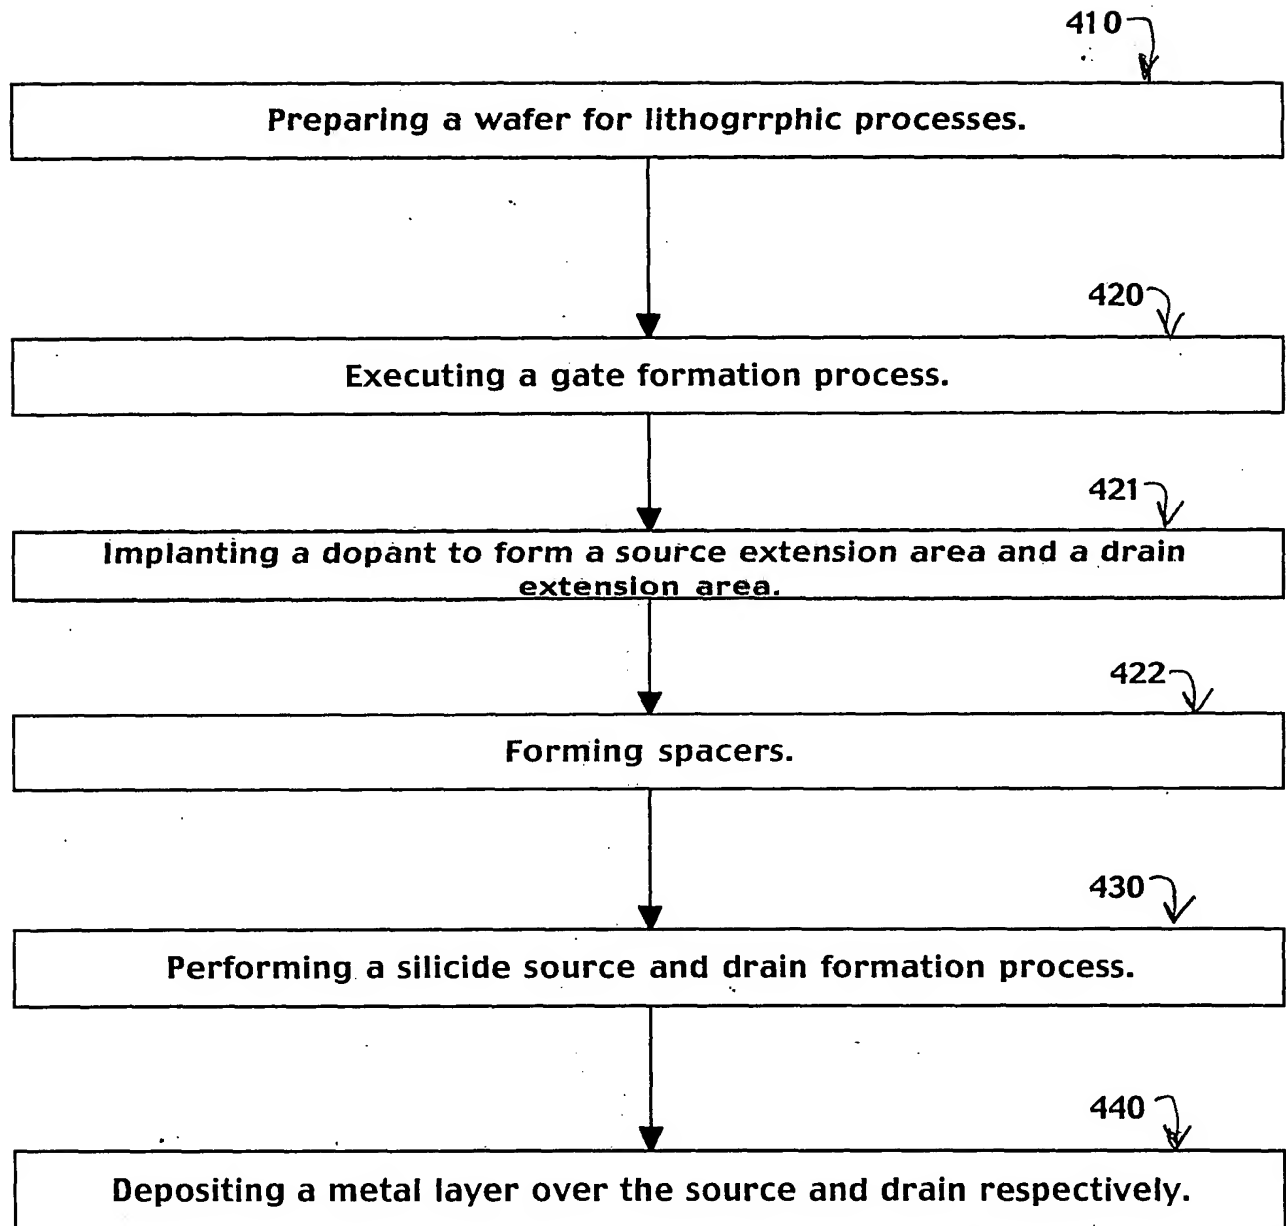 410
Preparing a wafer for lithogrrphic processes.
420
Executing a gate formation process.
421
Implanting a dopant to form a source extension area and a drain
extension area.
422
Forming spacers.
430
Performing a silicide source and drain formation process.
440
Depositing a metal layer over the source and drain respectively.